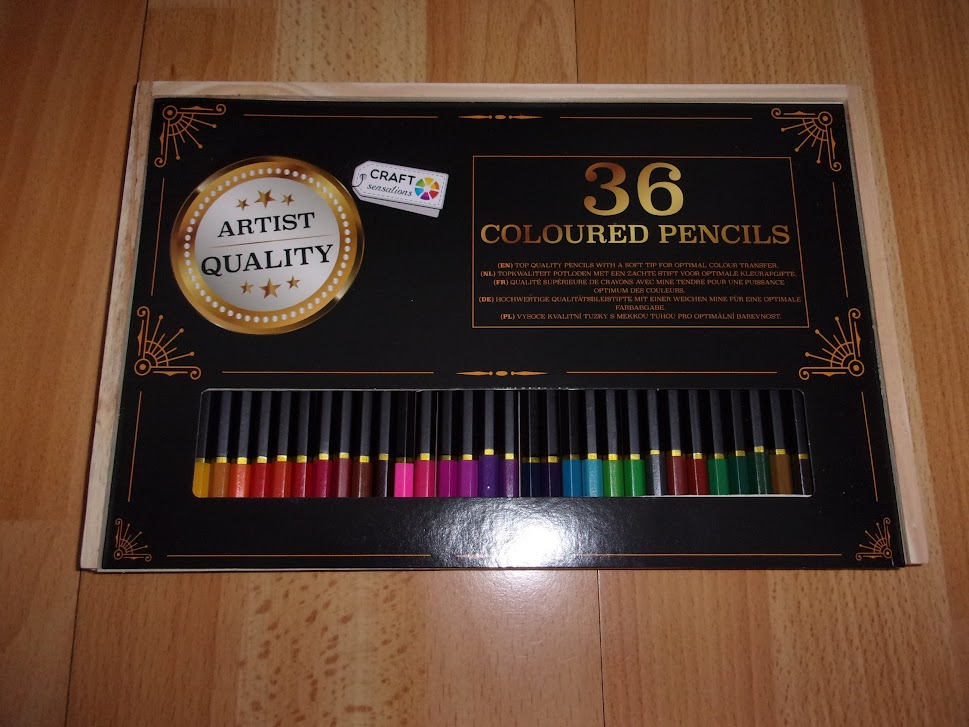 ARTIST
QUALITY
CRAFT
sensations
36
COLOURED PENCILS
(EN) TOP QUALITY PENCILS WITH A SOFT TIP FOR OPTIMAL COLOUR TRANSFER.
(NL) TOPKWALITEIT POTLODEN MET EEN ZACHTE STIFT VOOR OPTIMALE KLEURAFGIFTE.
(FR) QUALITÉ SUPÉRIEURE DE CRAYONS AVEC MINE TENDRE POUR UNE PUISSANCE
OPTIMUM DES COULEURS.
(DE) HOCHWERTIGE QUALITÄTSBLEISTIFTE MIT EINER WEICHEN MINE FÜR EINE OPTIMALE
FARBABGABE.
(PL) VYSOCE KVALITNÍ TUZKY S MEKKOU TUHOU PRO OPTIMÁLNÍ BAREVNOST.